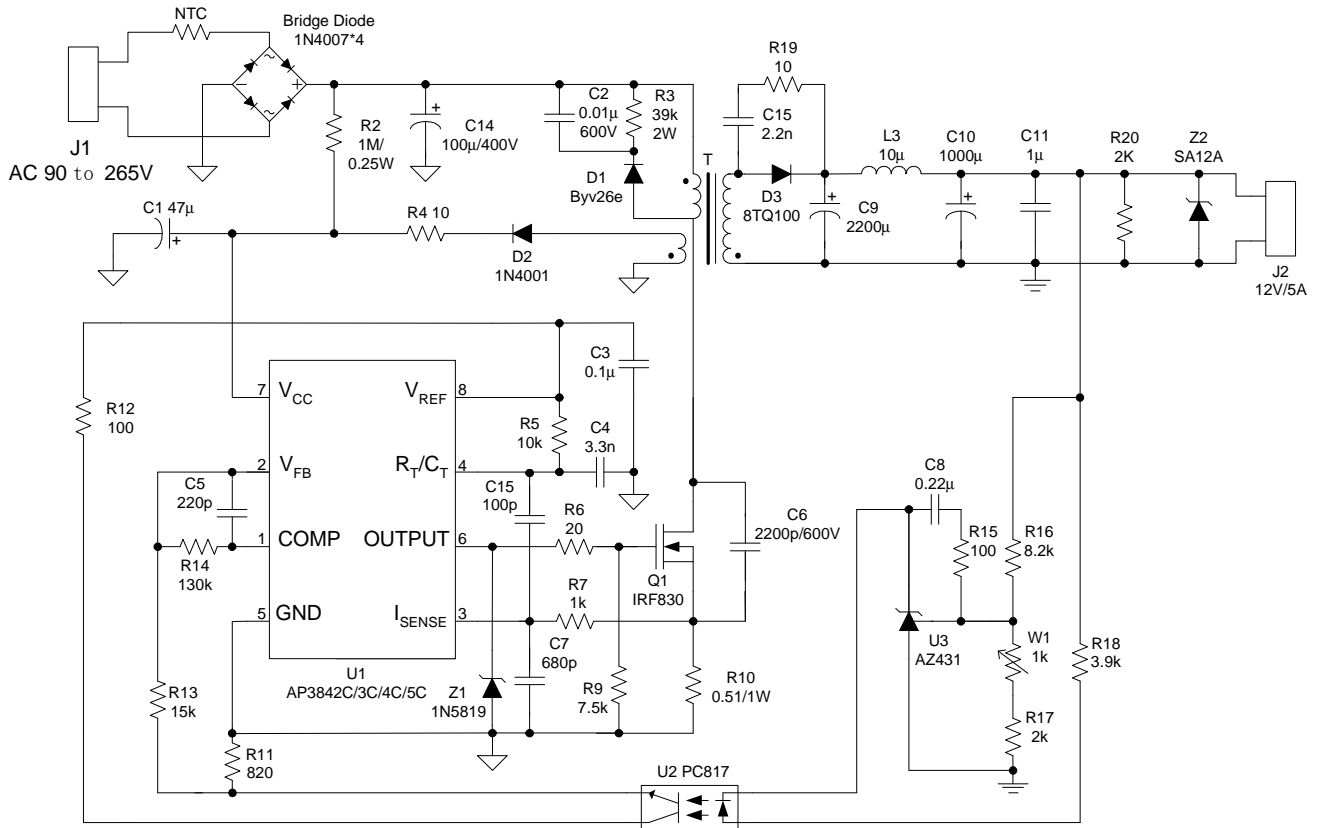 NTC
Bridge Diode
1N4007*4
J1
AC 90 to 265V
R2
1M/
0.25W
C14
100μ/400V
+
C2
0.01μ
600V
R3
39k
2W
D1
Byv26e
T
R19
10
C15
2.2n
D3
8TQ100
L3
10μ
+
C9
2200μ
C10
1000μ
+
C11
1μ
R20
2K
Z2
SA12A
J2
12V/5A
C1 47μ
+
R4 10
D2
1N4001
C3
0.1μ
R12
100
7
V_CC
V_REF
8
R5
10k
C4
3.3n
2
V_FB
R_T/C_T
4
C5
220p
C15
100p
R6
20
1
COMP
OUTPUT
6
R14
130k
Q1
IRF830
C6
2200p/600V
5
GND
I_SENSE
3
R7
1k
U1
AP3842C/3C/4C/5C
C7
680p
Z1
1N5819
R9
7.5k
R10
0.51/1W
R13
15k
R11
820
U2 PC817
C8
0.22μ
R15
100
R16
8.2k
U3
AZ431
W1
1k
R18
3.9k
R17
2k